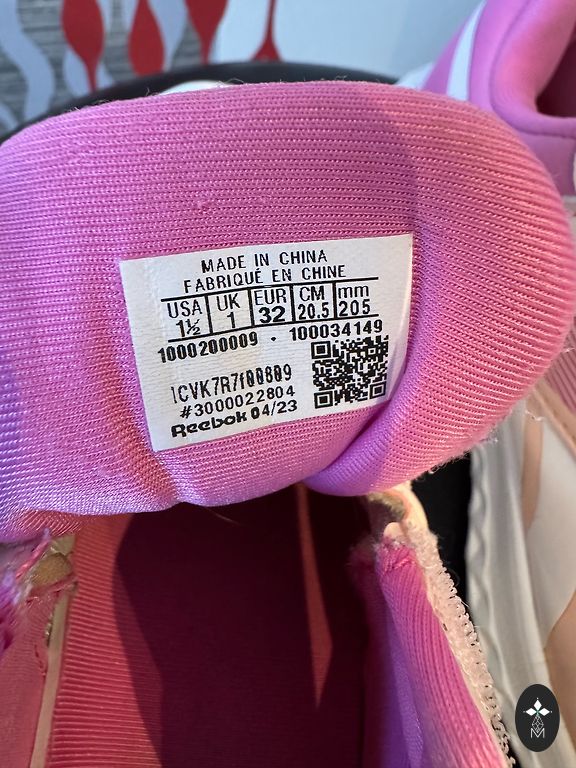 MADE IN CHINA
FABRIQUÉ EN CHINE
USA UK EUR CM mm
1½ 1 32 20.5 205
1000200009 · 100034149
#3000022804
Reebok 04/23
M